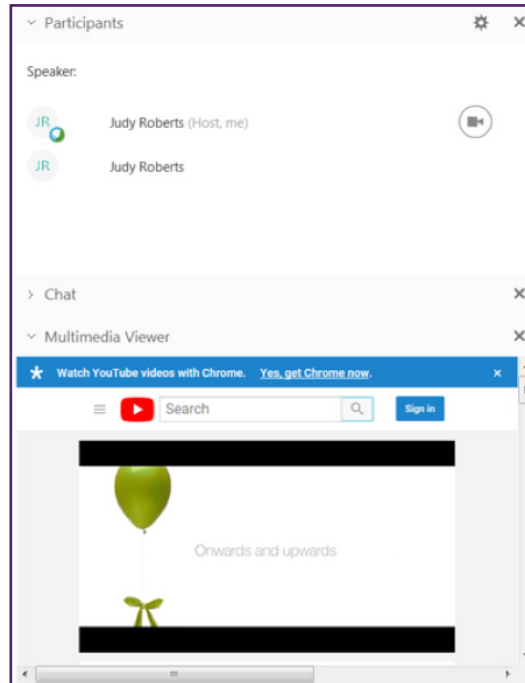 Participants
Speaker:
JR Judy Roberts (Host, me)
JR Judy Roberts
Chat
Multimedia Viewer
Watch YouTube videos with Chrome. Yes, get Chrome now.
Search Sign in
Onwards and upwards